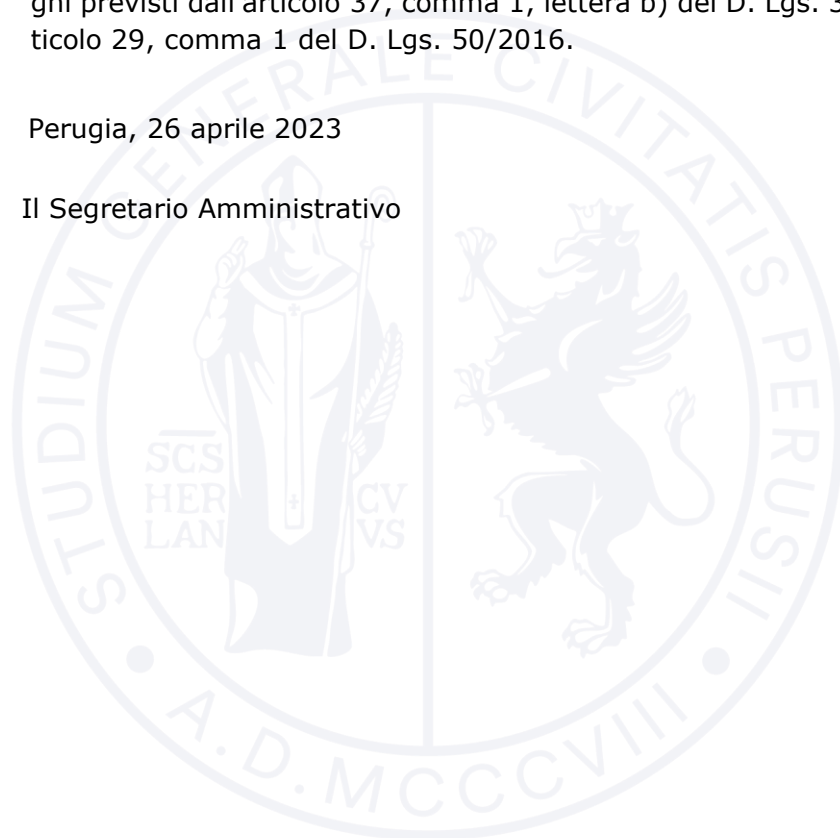 ghi previsti dall'articolo 37, comma 1, lettera b) del D. Lgs. 3
ticolo 29, comma 1 del D. Lgs. 50/2016.
Perugia, 26 aprile 2023
Il Segretario Amministrativo
STUDIUM GENERALE CIVITATIS PERUSII
SCS
HER
LAN
CV
VS
A.D. MCCCVIII